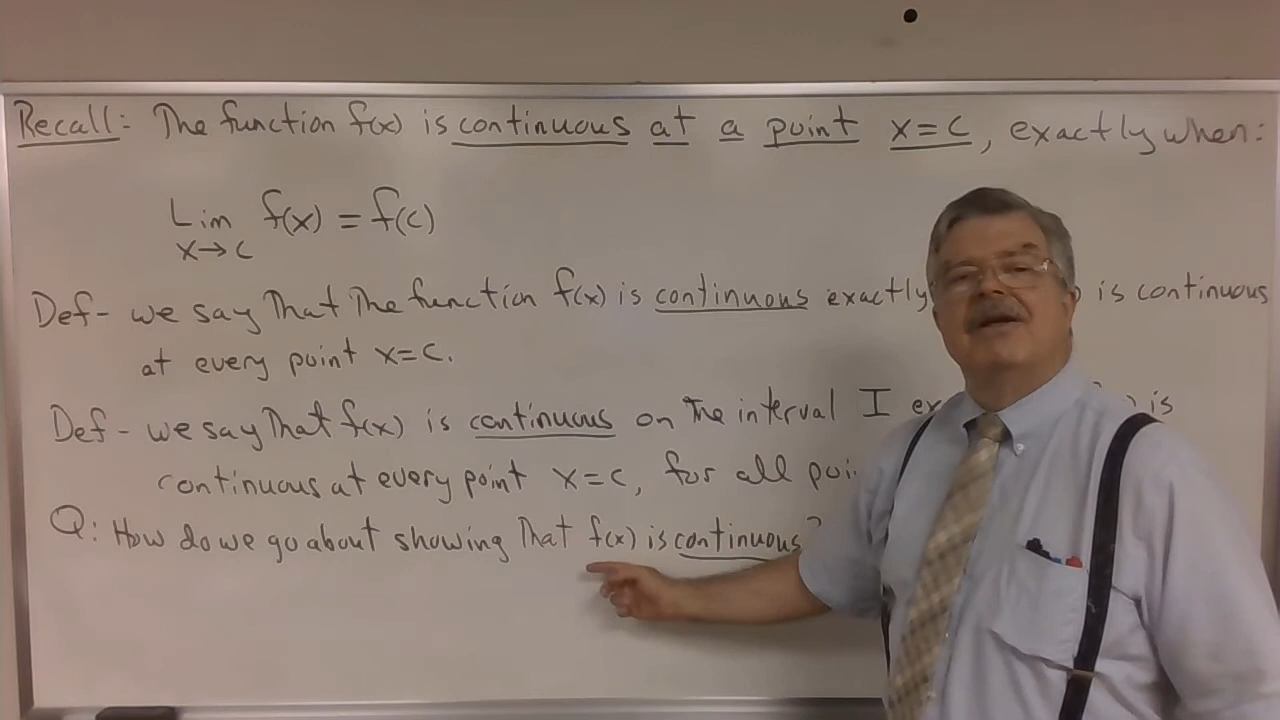 Recall: The function f(x) is continuous at a point x=c, exactly when:
Lim f(x) = f(c)
x→c
Def- we say that the function f(x) is continuous exactly is continuous
at every point x=c.
Def- we say that f(x) is continuous on the interval I is
continuous at every point x=c, for all
Q: How do we go about showing that f(x) is continuous?